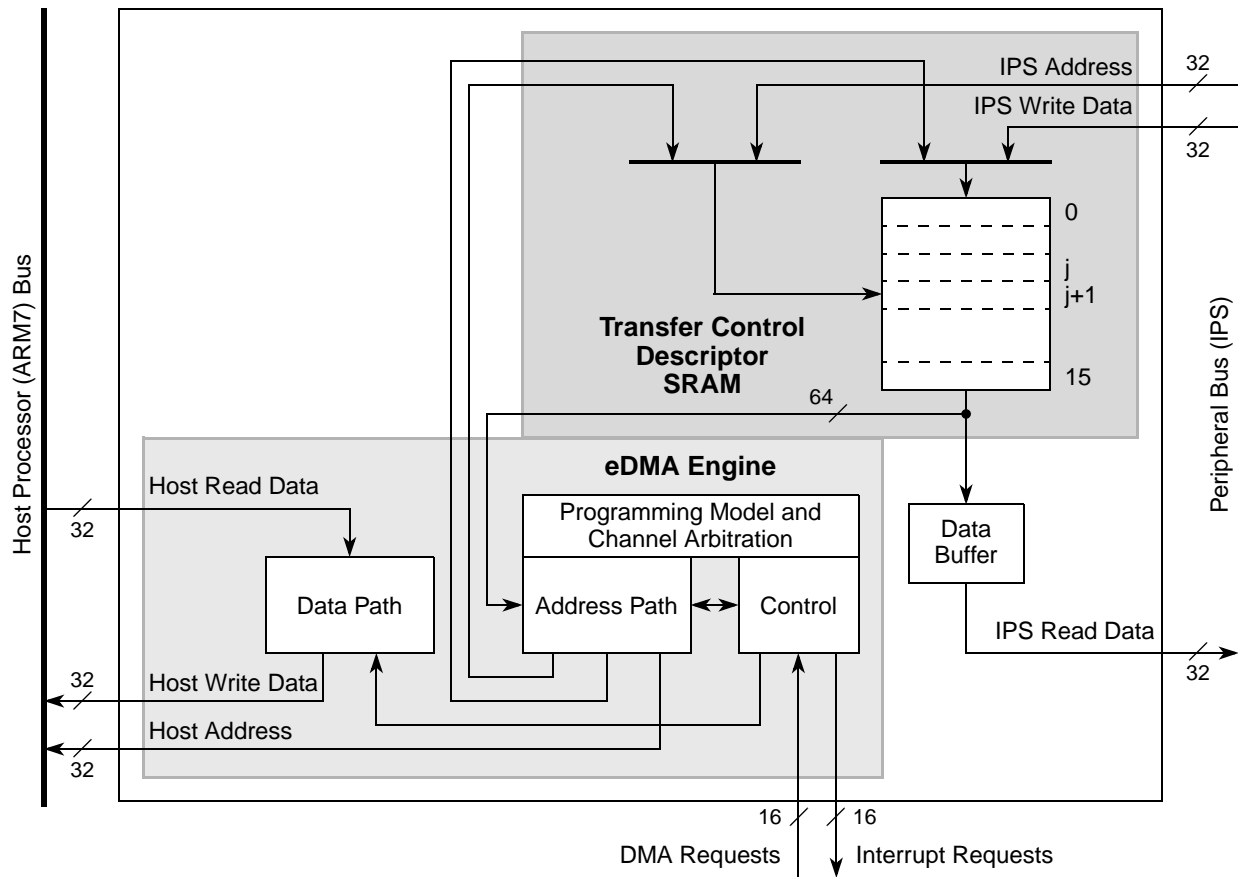 IPS Address
32
IPS Write Data
32
0
j
j+1
15
Transfer Control
Descriptor
SRAM
64
Host Processor (ARM7) Bus
Peripheral Bus (IPS)
eDMA Engine
Host Read Data
32
Programming Model and
Channel Arbitration
Data
Buffer
Data Path
Address Path
Control
IPS Read Data
32
Host Write Data
32
Host Address
32
16
16
DMA Requests
Interrupt Requests